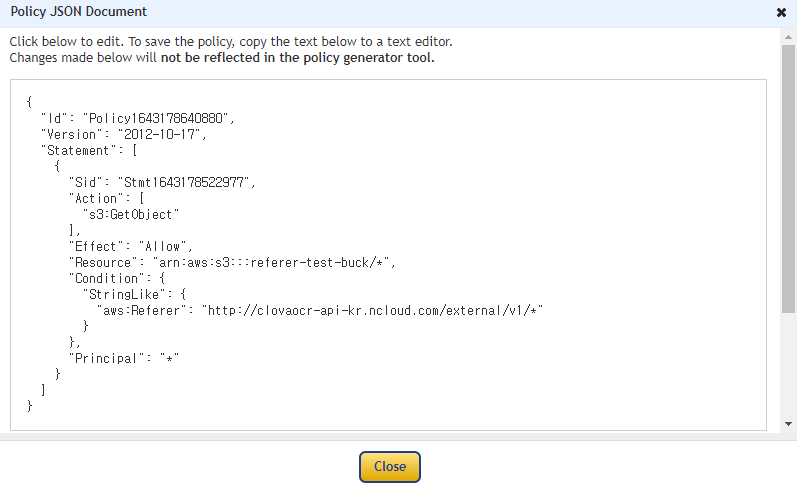 Policy JSON Document
Click below to edit. To save the policy, copy the text below to a text editor.
Changes made below will not be reflected in the policy generator tool.
{
"Id": "Policy1643178640880",
"Version": "2012-10-17",
"Statement": [
{
"Sid": "Stmt1643178522977",
"Action": [
"s3:GetObject"
],
"Effect": "Allow",
"Resource": "arn:aws:s3:::referer-test-buck/*",
"Condition": {
"StringLike": {
"aws:Referer": "http://clovaocr-api-kr.ncloud.com/external/v1/*"
}
},
"Principal": "*"
}
]
}
Close